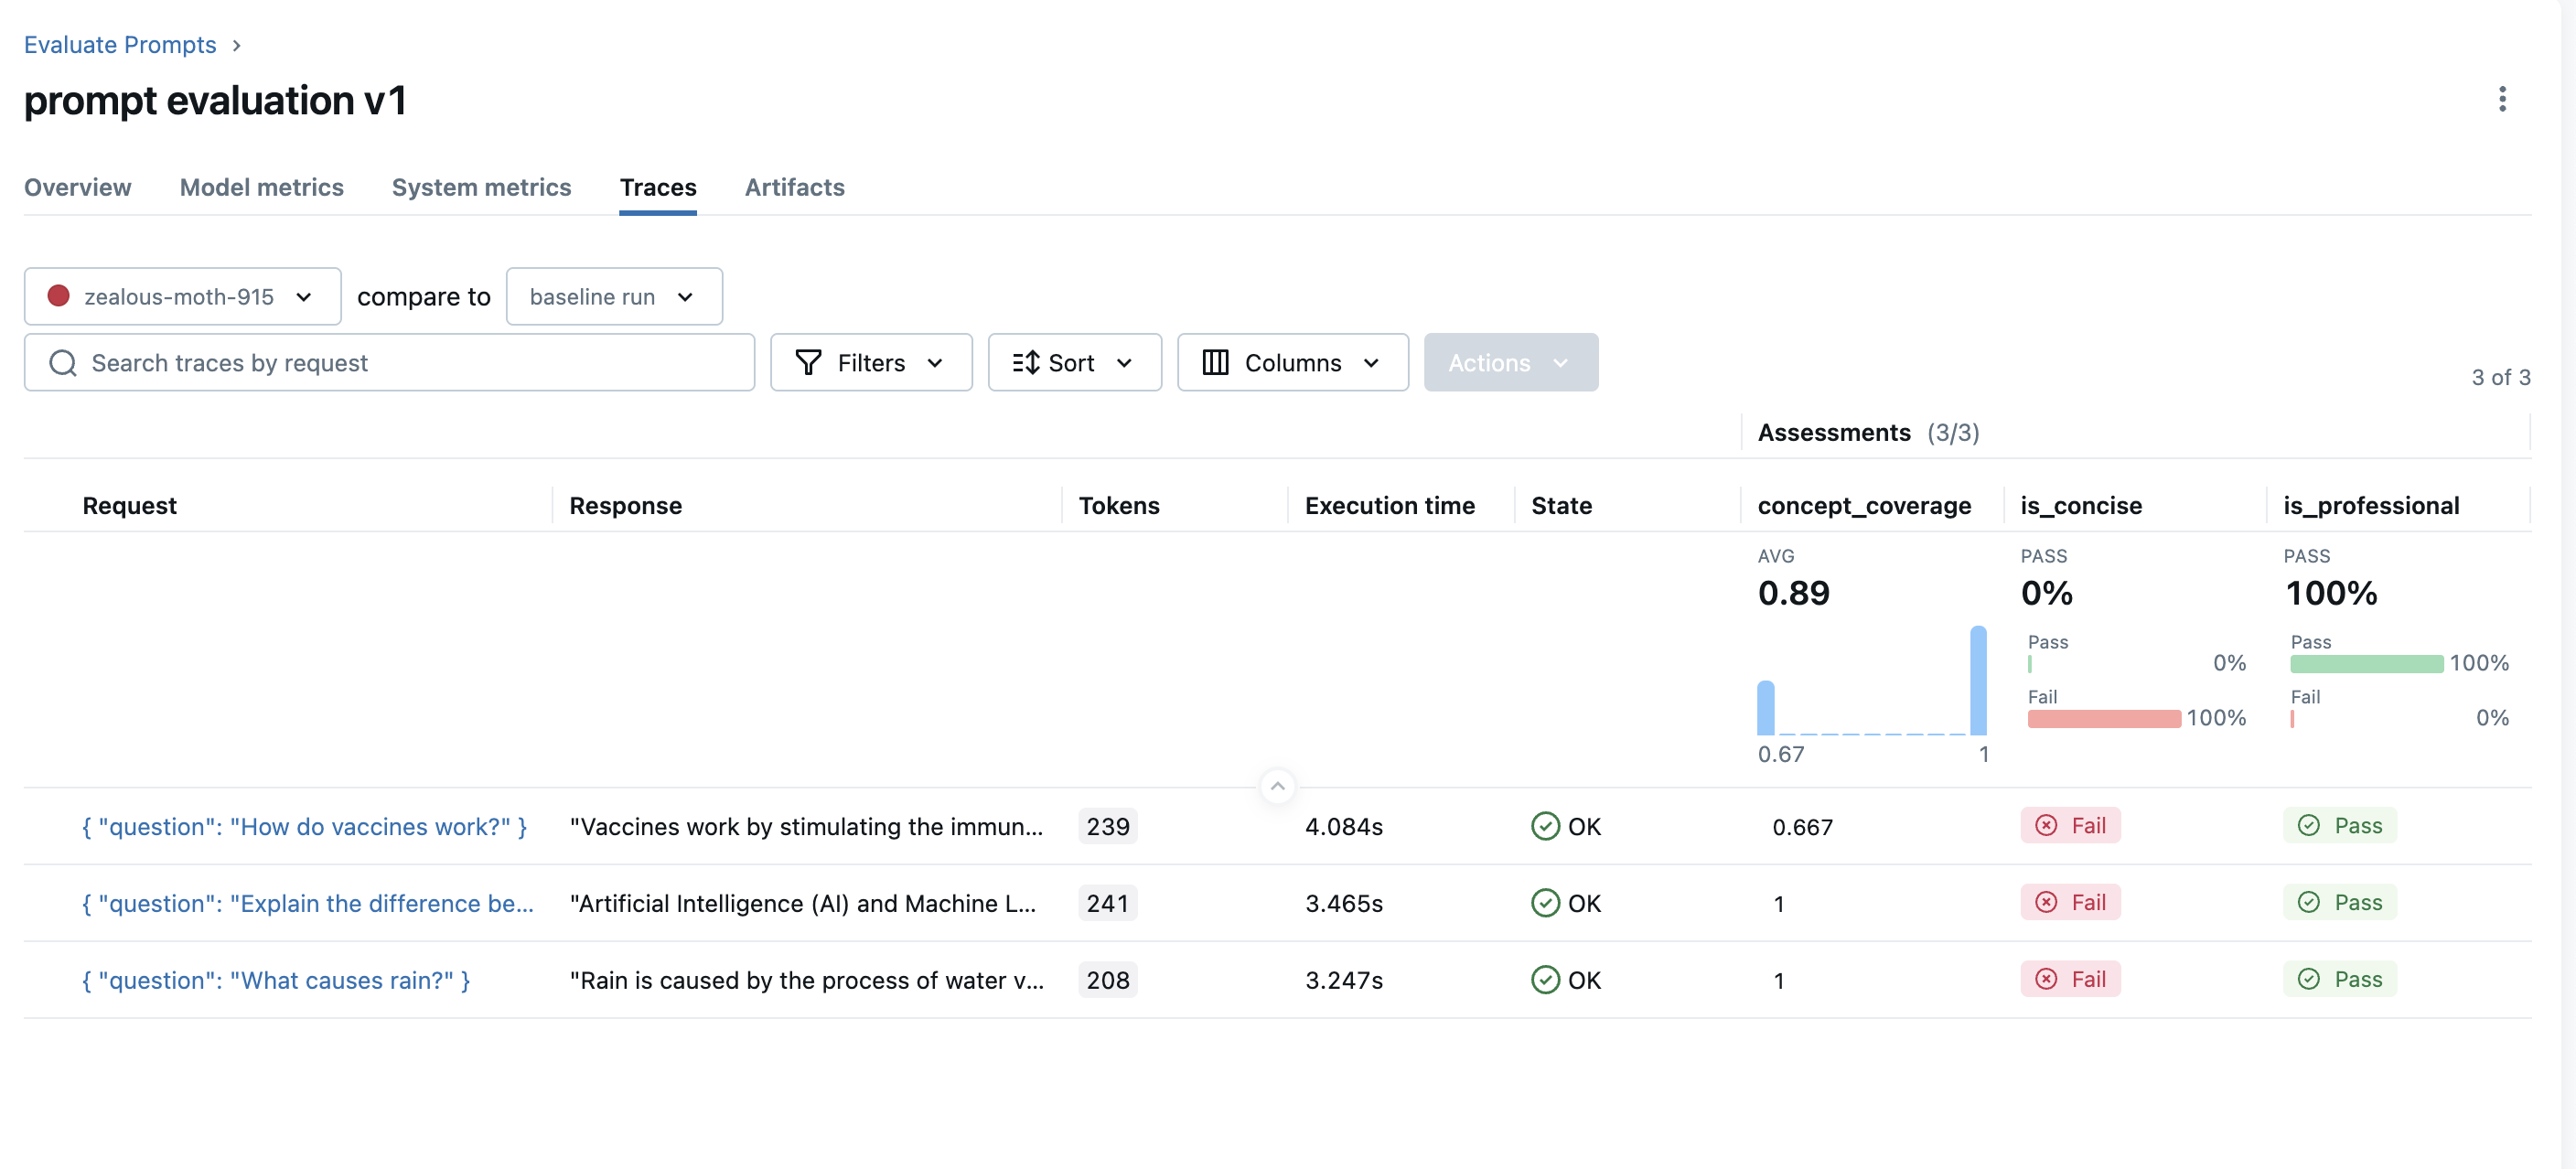 Evaluate Prompts
prompt evaluation v1
Overview Model metrics System metrics Traces Artifacts
zealous-moth-915 compare to baseline run
Search traces by request Filters Sort Columns Actions 3 of 3
Assessments (3/3)
Request Response Tokens Execution time State concept_coverage is_concise is_professional
AVG PASS PASS
0.89 0% 100%
Pass Pass
0% 100%
Fail Fail
100% 0%
0.67 1
{ "question": "How do vaccines work?" } "Vaccines work by stimulating the immun... 239 4.084s OK 0.667 Fail Pass
{ "question": "Explain the difference be... "Artificial Intelligence (AI) and Machine L... 241 3.465s OK 1 Fail Pass
{ "question": "What causes rain?" } "Rain is caused by the process of water v... 208 3.247s OK 1 Fail Pass